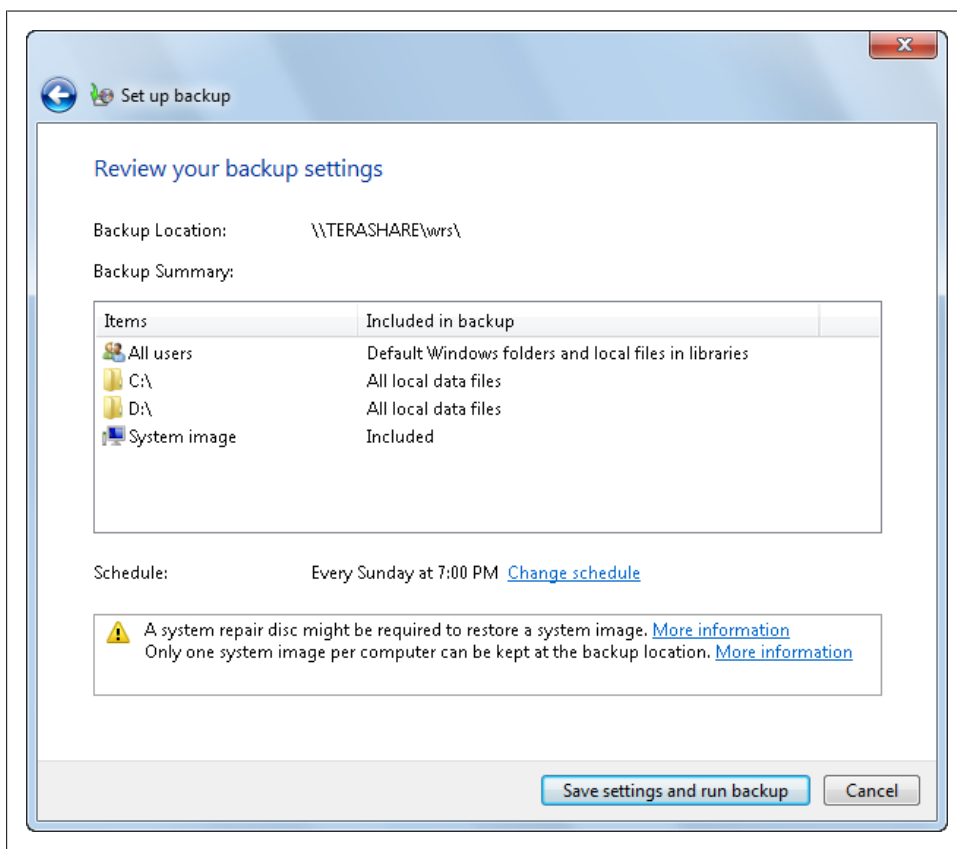 Set up backup
Review your backup settings
Backup Location: \\TERASHARE\wrs\
Backup Summary:
Items Included in backup
All users Default Windows folders and local files in libraries
C:\ All local data files
D:\ All local data files
System image Included
Schedule: Every Sunday at 7:00 PM Change schedule
A system repair disc might be required to restore a system image. More information
Only one system image per computer can be kept at the backup location. More information
Save settings and run backup Cancel